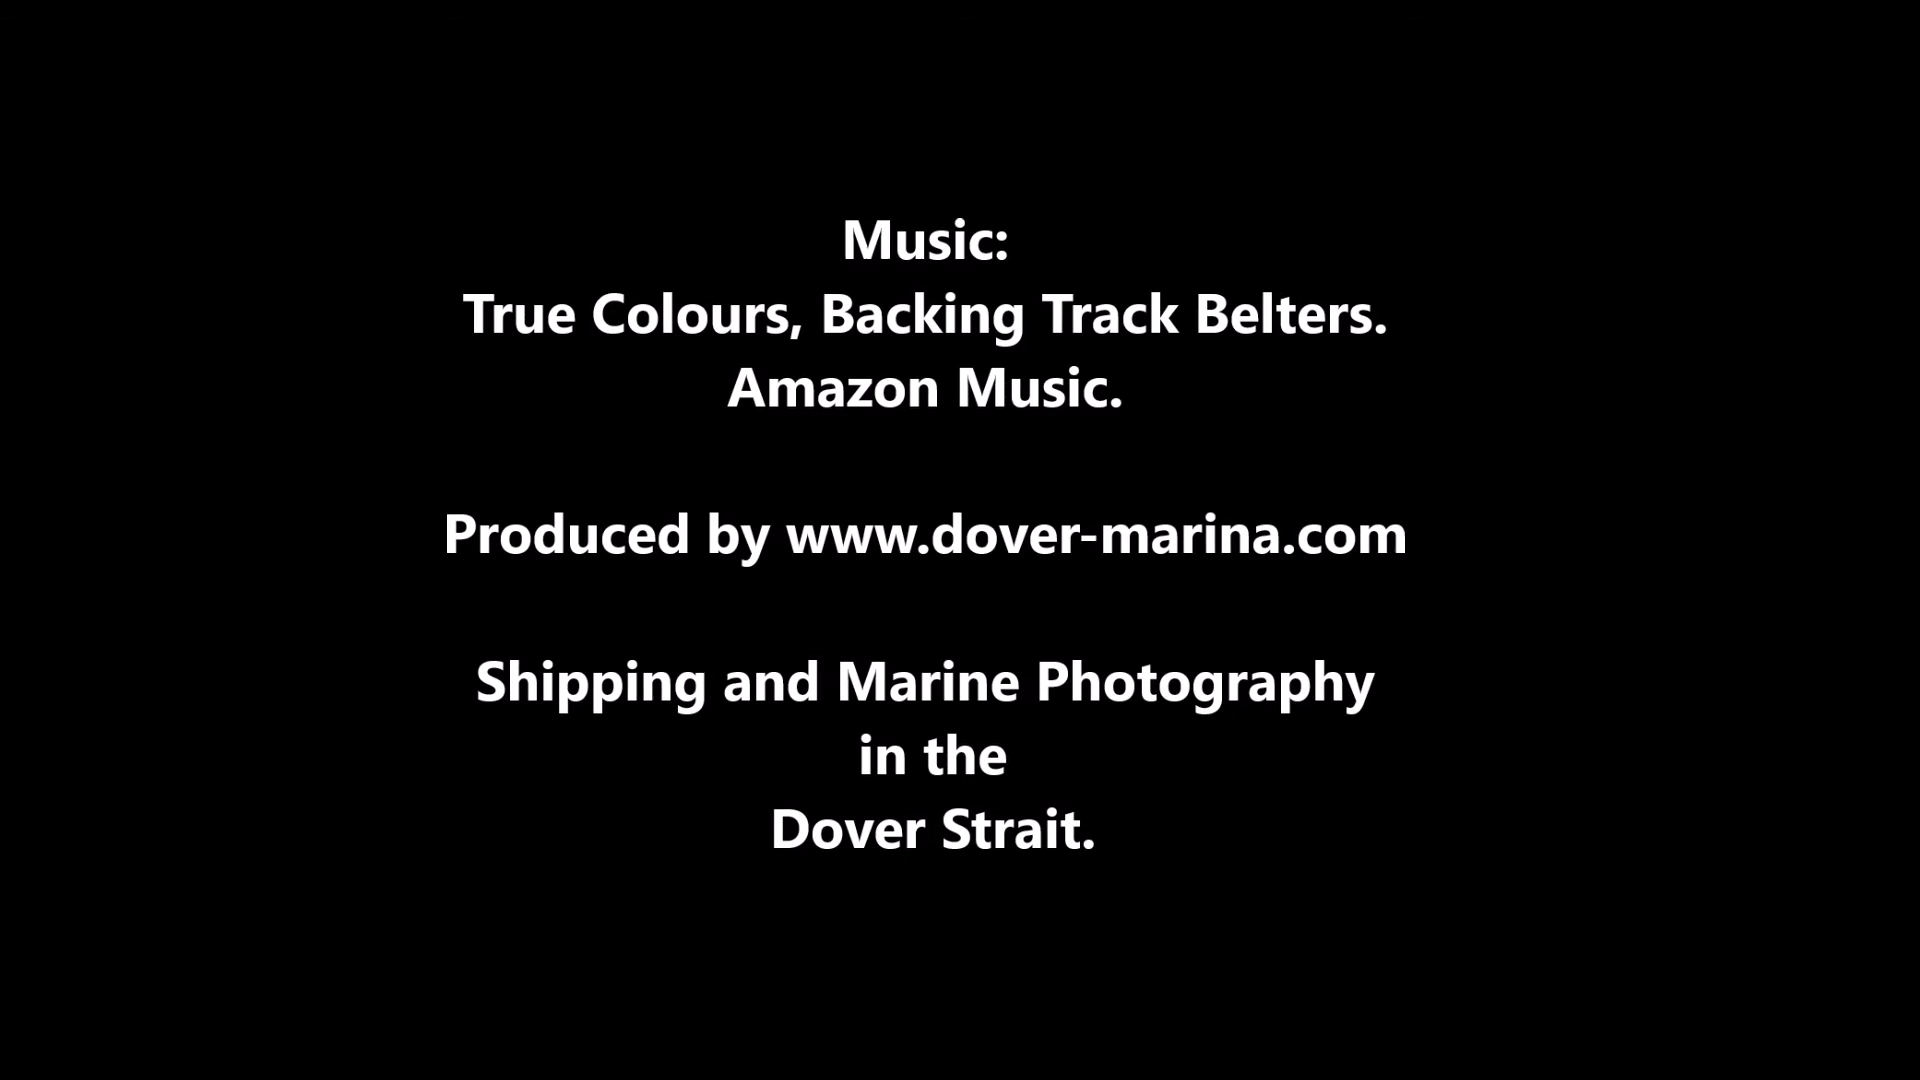 Music:
True Colours, Backing Track Belters.
Amazon Music.
Produced by www.dover-marina.com
Shipping and Marine Photography
in the
Dover Strait.